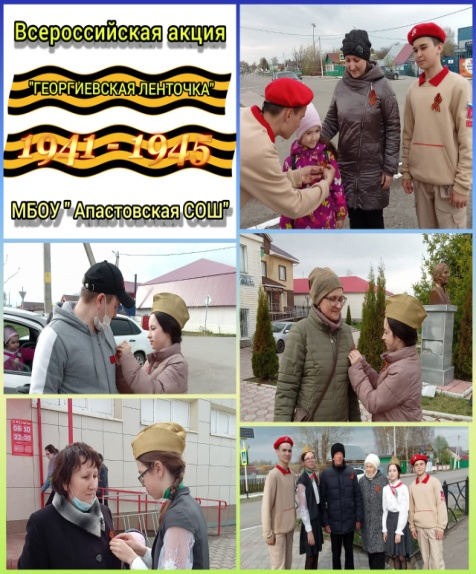 Всероссийская акция
"ГЕОРГИЕВСКАЯ ЛЕНТОЧКА"
1941 - 1945
МБОУ " Апастовская СОШ"